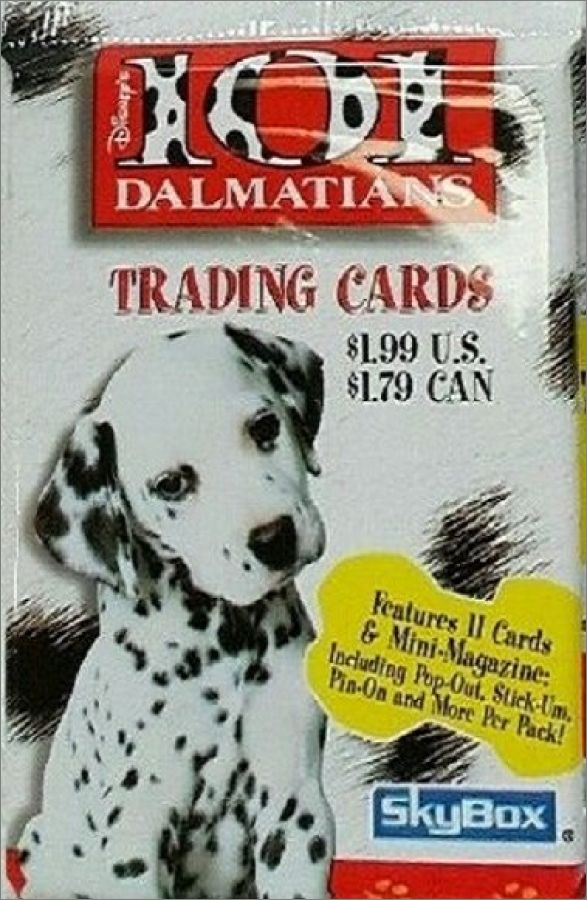 Disney's
101
DALMATIANS
TRADING CARDS
$1.99 U.S.
$1.79 CAN
Features 11 Cards
& Mini-Magazine:
Including Pop-Out, Stick-Um,
Pin-On and More Per Pack!
SkyBox ®